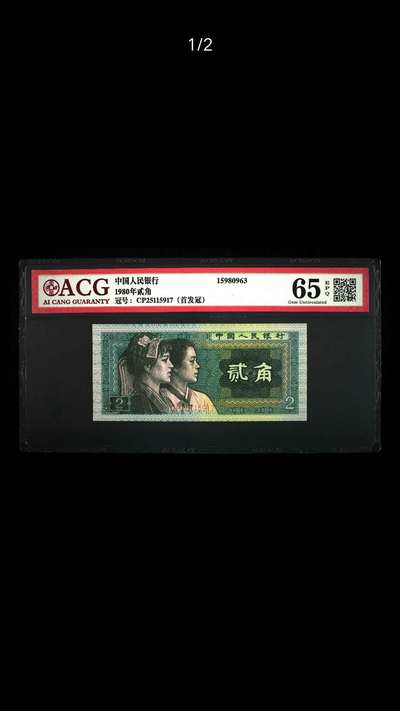 1/2
ACG
AI CANG GUARANTY
中国人民银行 15980963
1980年贰角
冠号: CP25115917 (首发冠)
65 EPQ
Gem Uncirculated
中国人民银行
贰角
2 2